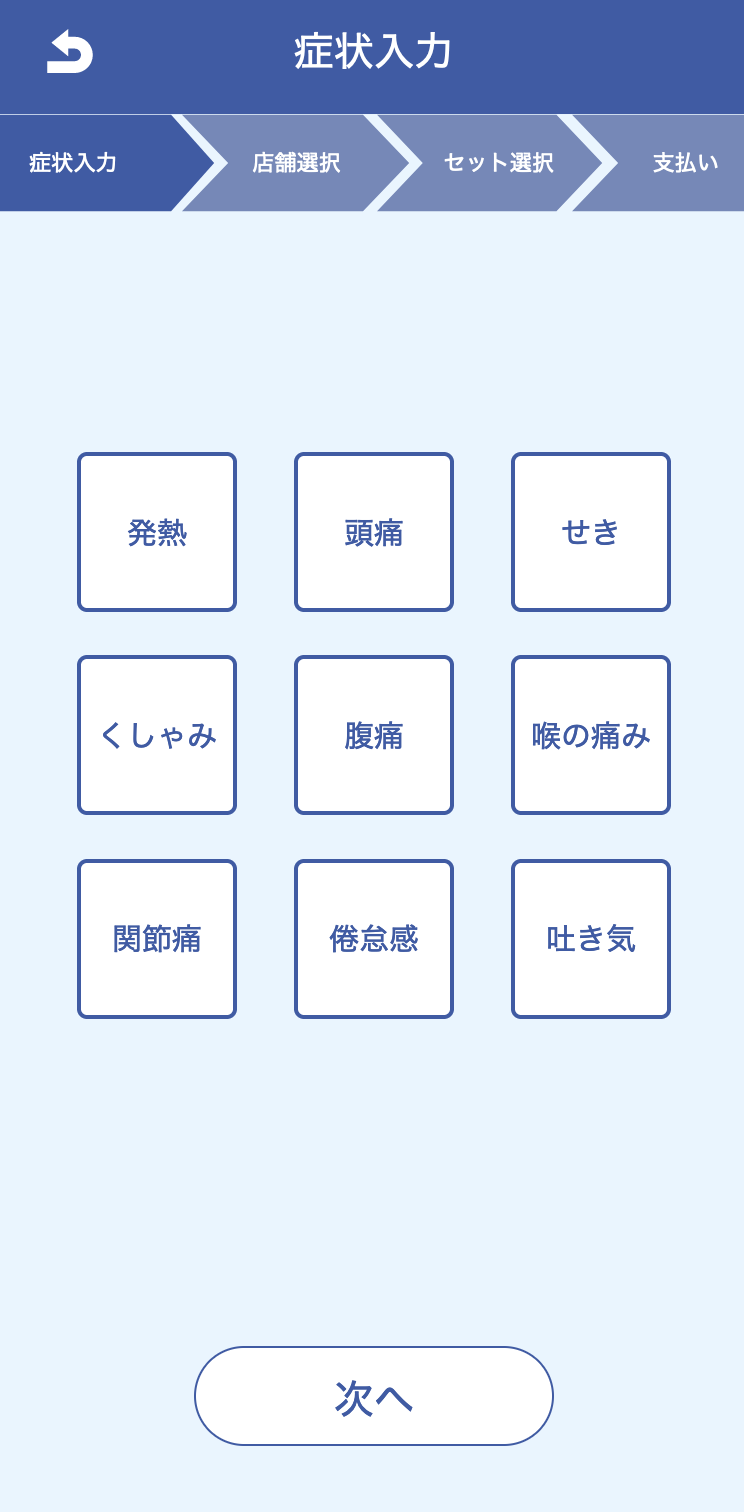 症状入力
症状入力
店舗選択
セット選択
支払い
発熱
頭痛
せき
くしゃみ
腹痛
喉の痛み
関節痛
倦怠感
吐き気
次へ